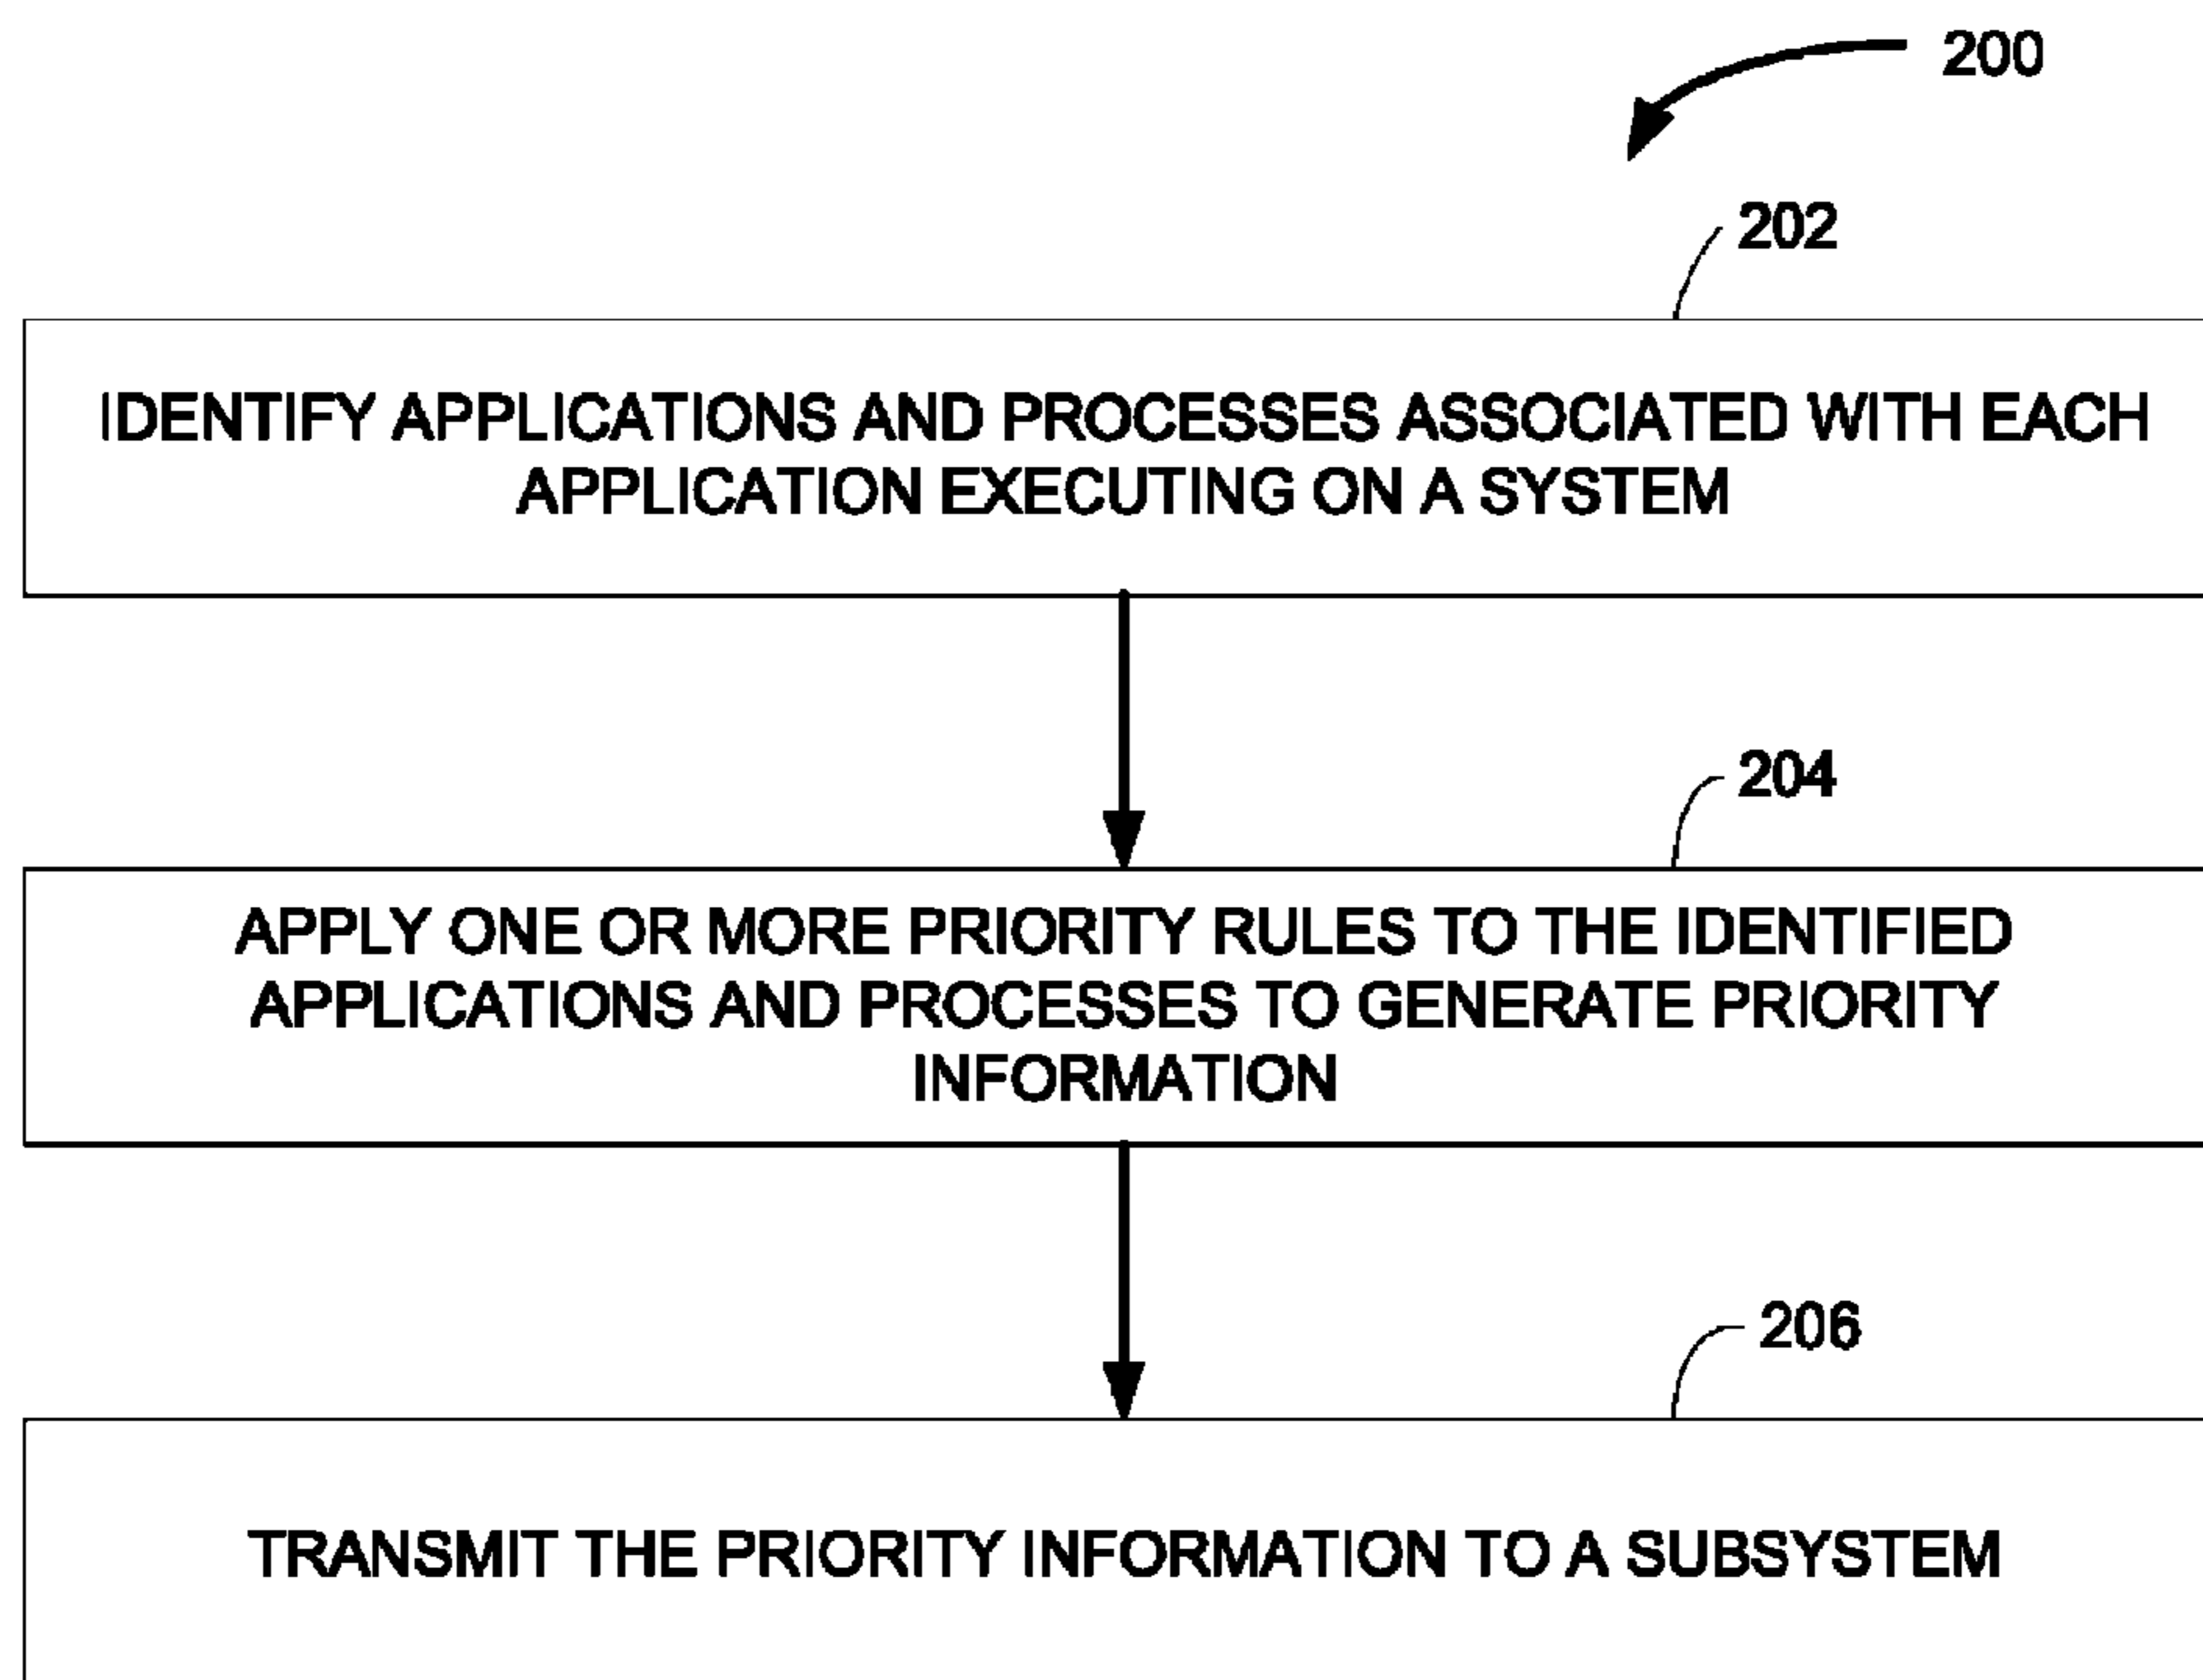 200
202
IDENTIFY APPLICATIONS AND PROCESSES ASSOCIATED WITH EACH
APPLICATION EXECUTING ON A SYSTEM
204
APPLY ONE OR MORE PRIORITY RULES TO THE IDENTIFIED
APPLICATIONS AND PROCESSES TO GENERATE PRIORITY
INFORMATION
206
TRANSMIT THE PRIORITY INFORMATION TO A SUBSYSTEM